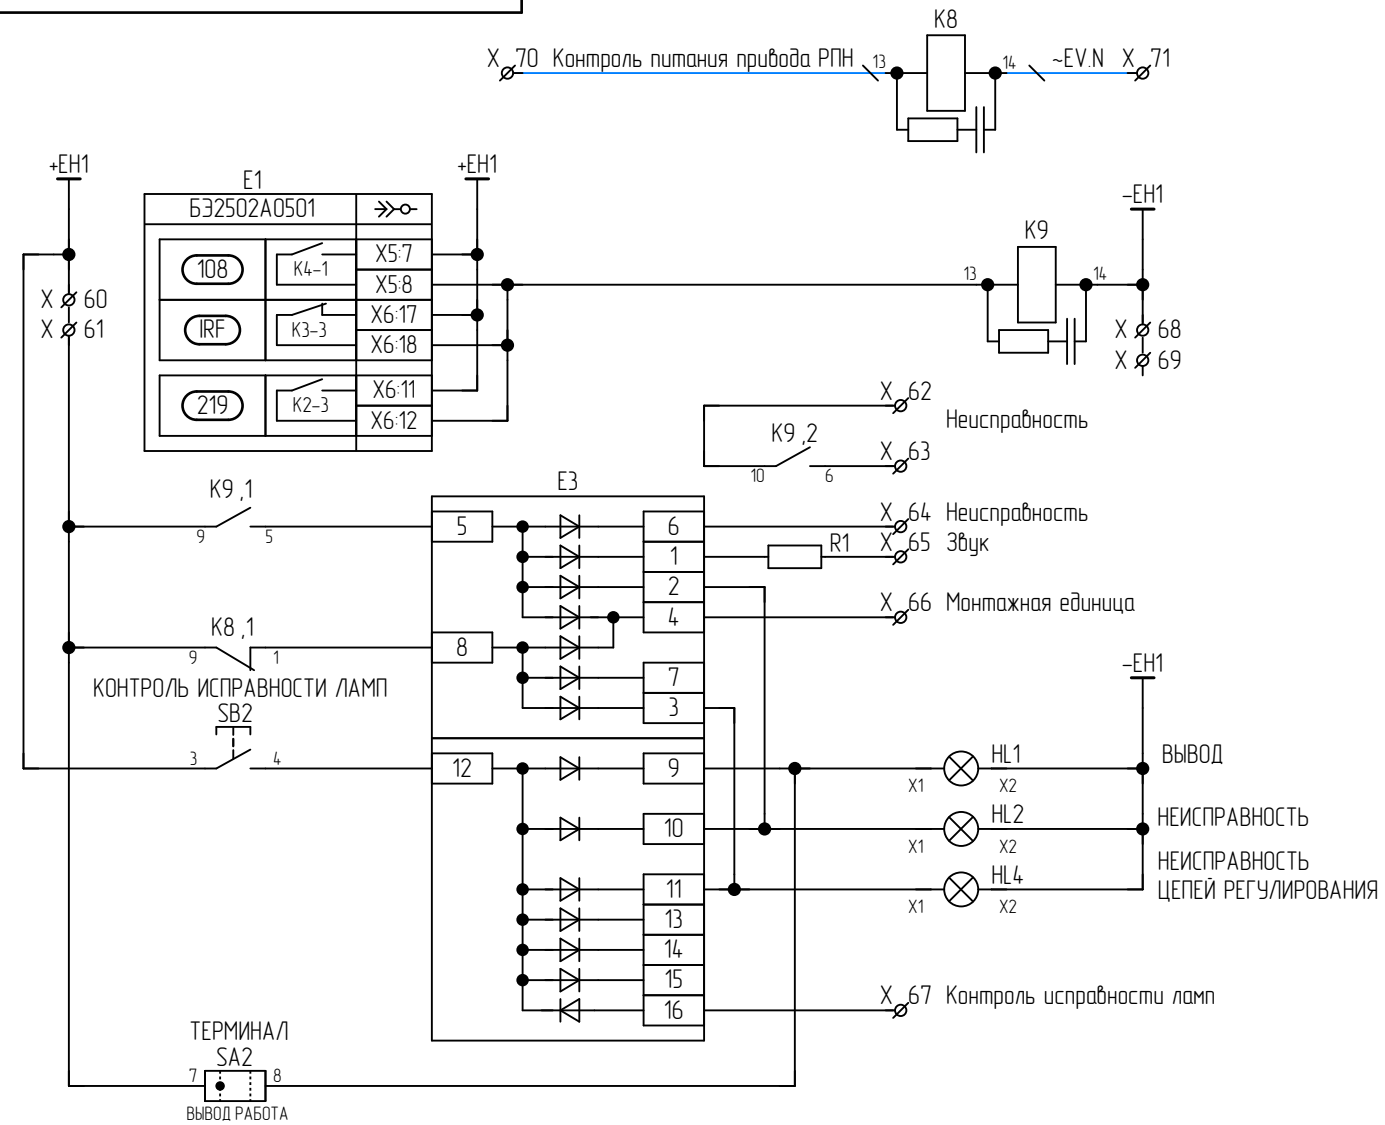 K8
X 70 Контроль питания привода РПН 13 14 ~EV.N X 71
+EH1
E1
+EH1
-EH1
БЭ2502А0501
K9
108 K4-1 X5:7
X5:8
13 14
X 60
IRF K3-3 X6:17
X 61
X6:18
X 68
X 69
219 K2-3 X6:11
X6:12
X 62
Неисправность
K9,2
10 6
X 63
E3
K9,1
9 5
5 6 X 64 Неисправность
1 R1 X 65 Звук
2
4 X 66 Монтажная единица
K8,1
9 1
8
7
3
-EH1
КОНТРОЛЬ ИСПРАВНОСТИ ЛАМП
SB2
3 4
12 9 X1 HL1 X2 ВЫВОД
10 X1 HL2 X2 НЕИСПРАВНОСТЬ
11 X1 HL4 X2 НЕИСПРАВНОСТЬ
ЦЕПЕЙ РЕГУЛИРОВАНИЯ
13
14
15
16 X 67 Контроль исправности ламп
ТЕРМИНАЛ
SA2
7 8
ВЫВОД РАБОТА